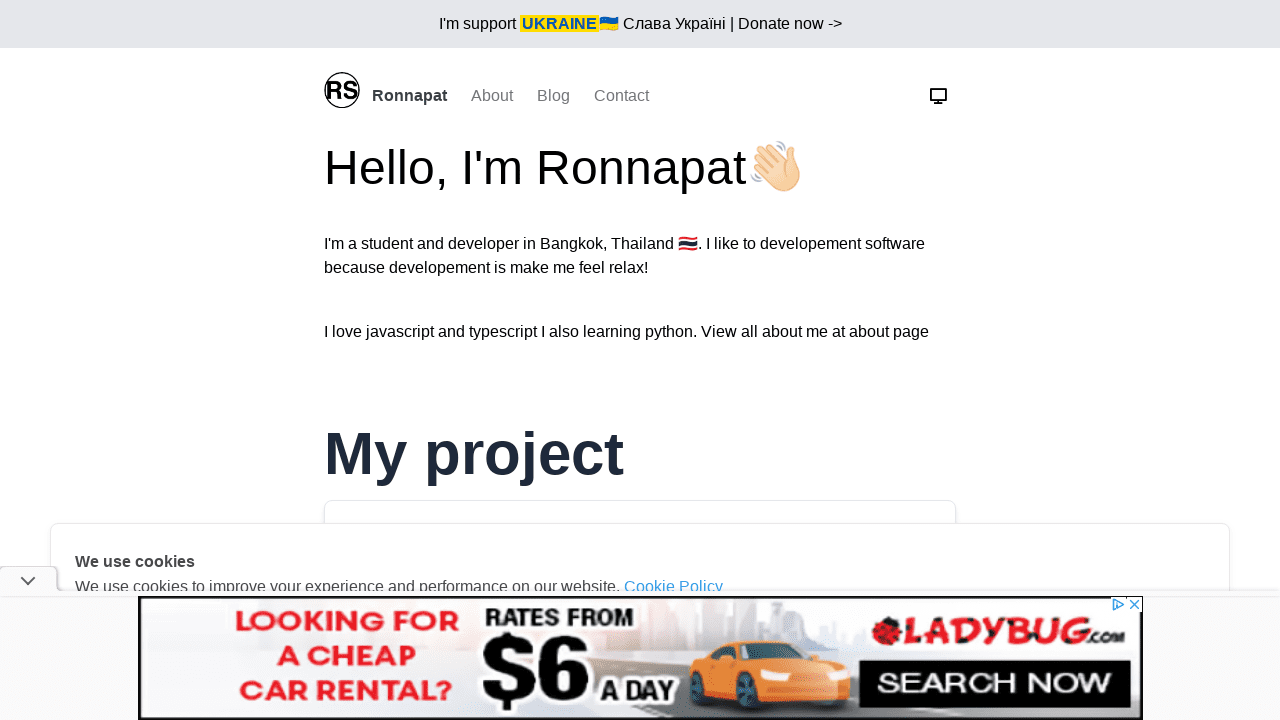 I'm support UKRAINE🇺🇦 Слава Україні | Donate now ->
RS Ronnapat About Blog Contact
Hello, I'm Ronnapat👋🏻
I'm a student and developer in Bangkok, Thailand 🇹🇭. I like to developement software
because developement is make me feel relax!
I love javascript and typescript I also learning python. View all about me at about page
My project
We use cookies
We use cookies to improve your experience and performance on our website. Cookie Policy
LOOKING FOR
A CHEAP
CAR RENTAL?
RATES FROM
$6 A DAY
LADYBUG.com
SEARCH NOW